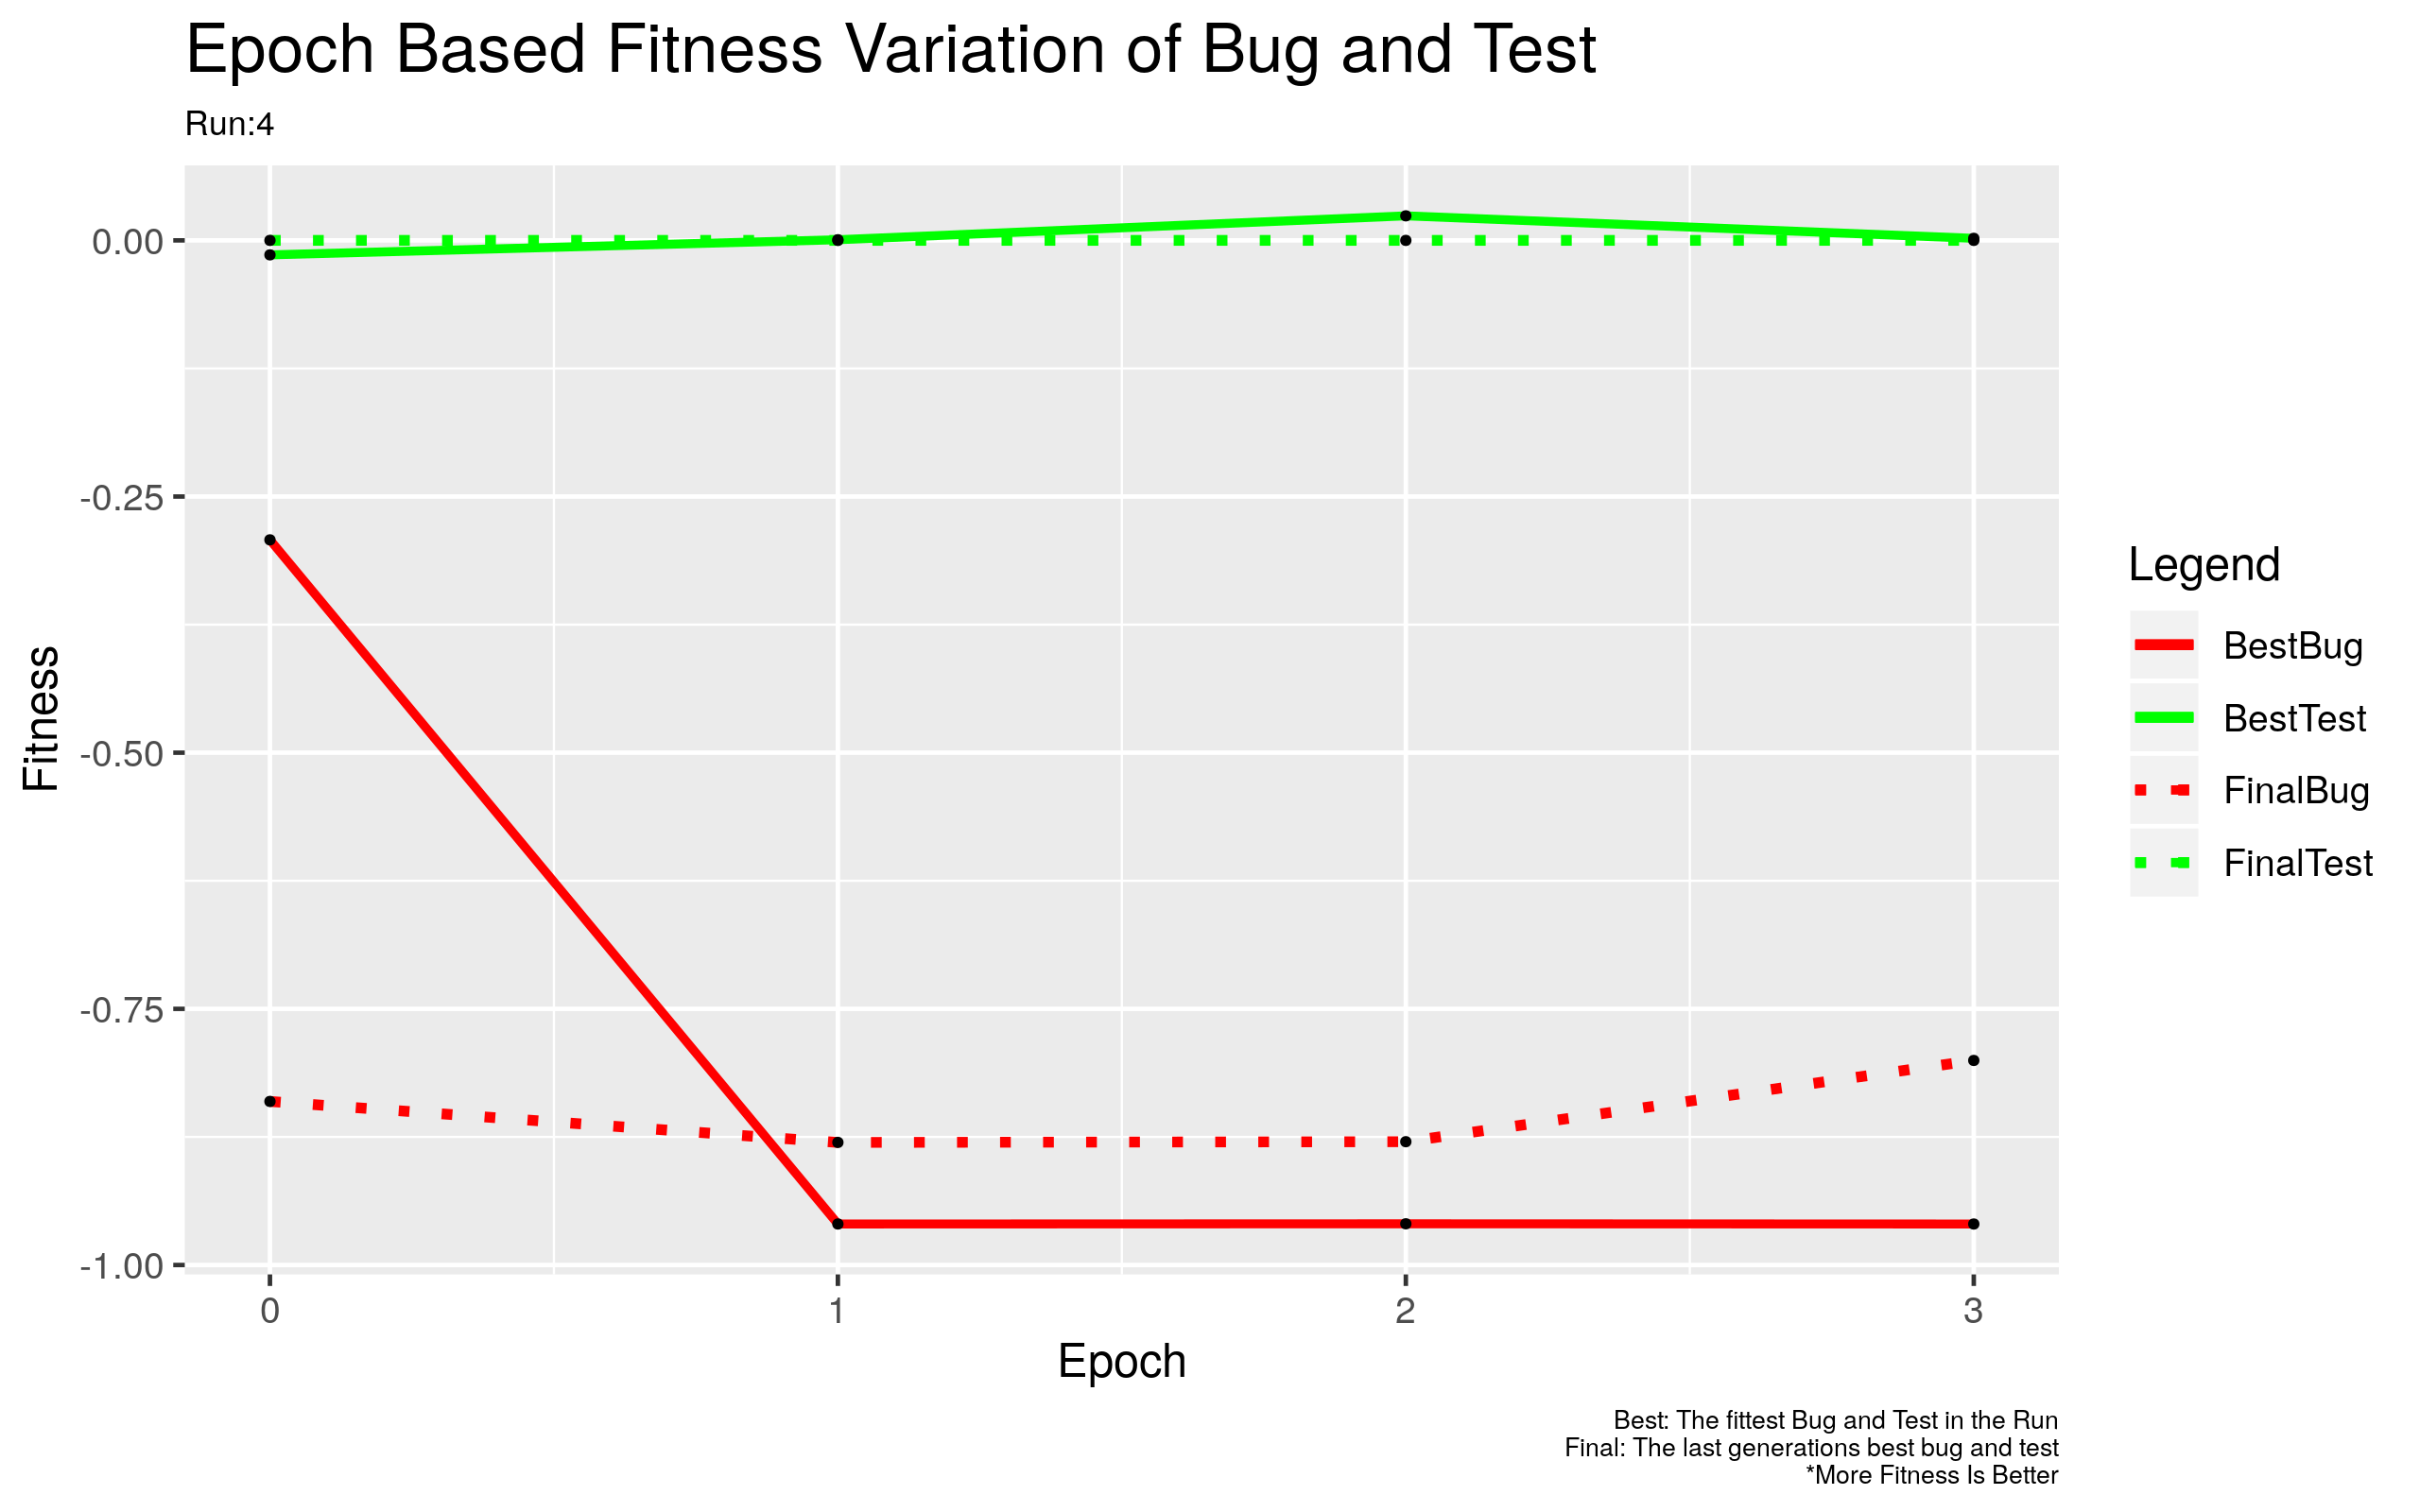 Epoch Based Fitness Variation of Bug and Test
Run:4
0.00
-0.25
-0.50
-0.75
-1.00
Fitness
0
1
2
3
Epoch
Legend
BestBug
BestTest
FinalBug
FinalTest
Best: The fittest Bug and Test in the Run
Final: The last generations best bug and test
*More Fitness Is Better